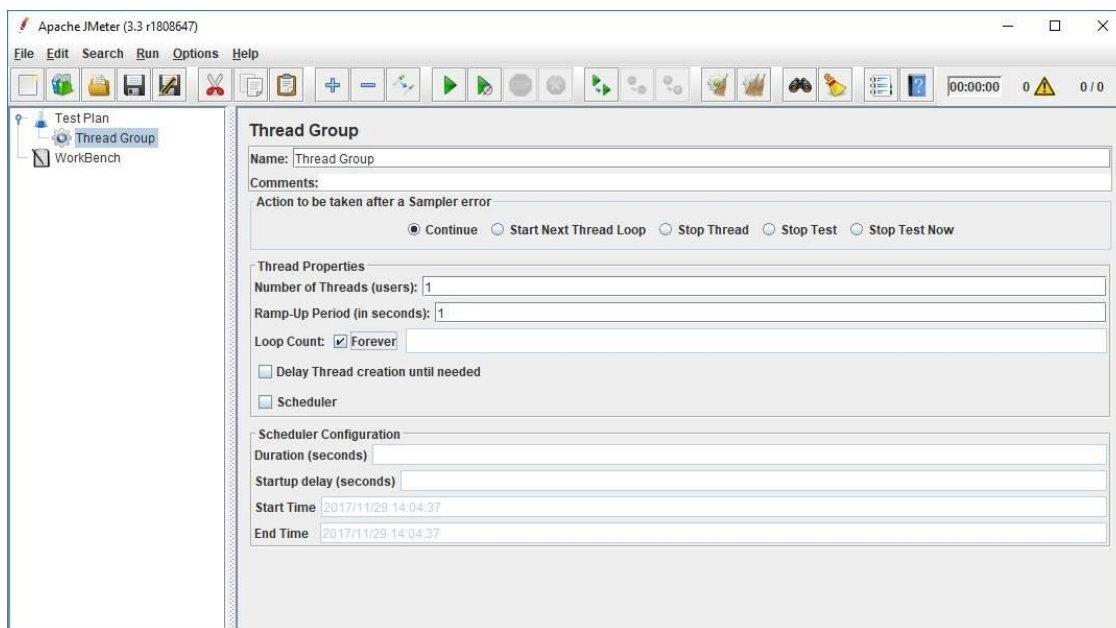 Apache JMeter (3.3 r1808647)
File Edit Search Run Options Help
00:00:00 0 0 / 0
Test Plan
Thread Group
WorkBench
Thread Group
Name: Thread Group
Comments:
Action to be taken after a Sampler error
Continue Start Next Thread Loop Stop Thread Stop Test Stop Test Now
Thread Properties
Number of Threads (users): 1
Ramp-Up Period (in seconds): 1
Loop Count: Forever
Delay Thread creation until needed
Scheduler
Scheduler Configuration
Duration (seconds)
Startup delay (seconds)
Start Time 2017/11/29 14:04:37
End Time 2017/11/29 14:04:37